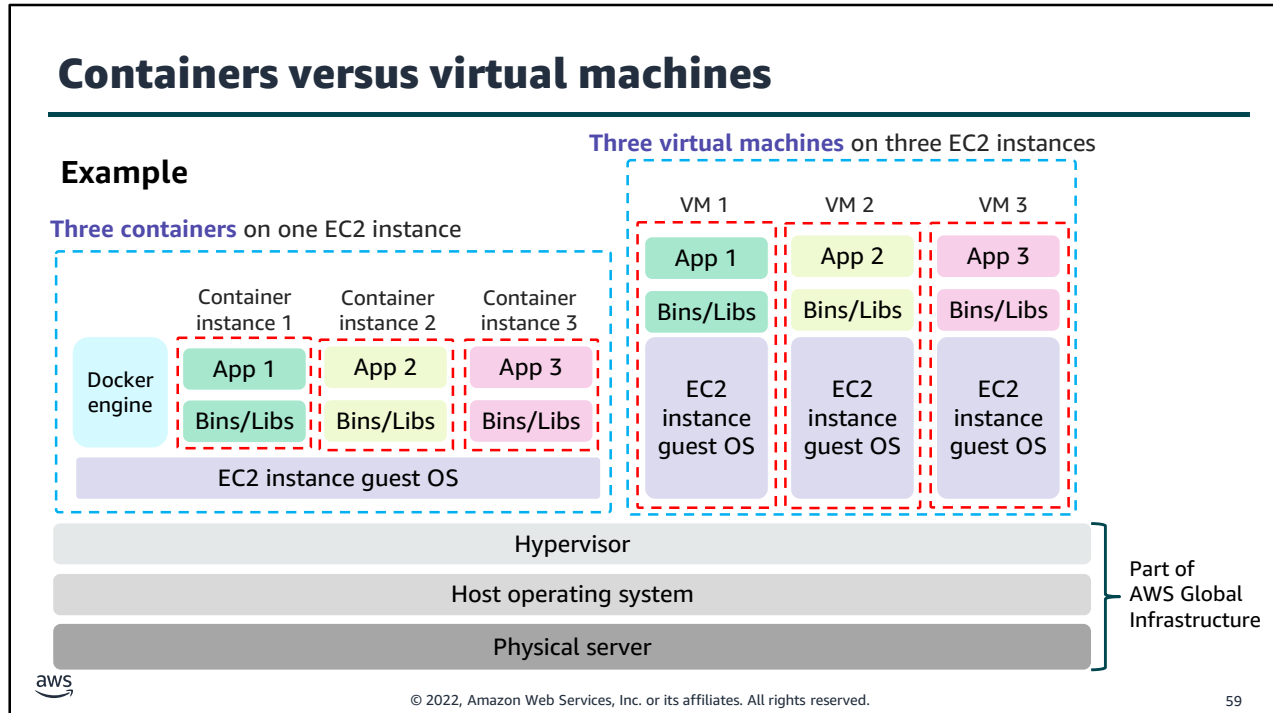 Containers versus virtual machines
Example
Three containers on one EC2 instance
Container
instance 1
Container
instance 2
Container
instance 3
Docker
engine
App 1
App 2
App 3
Bins/Libs
Bins/Libs
Bins/Libs
EC2 instance guest OS
Three virtual machines on three EC2 instances
VM 1
VM 2
VM 3
App 1
App 2
App 3
Bins/Libs
Bins/Libs
Bins/Libs
EC2
instance
guest OS
EC2
instance
guest OS
EC2
instance
guest OS
Hypervisor
Host operating system
Physical server
Part of
AWS Global
Infrastructure
aws
© 2022, Amazon Web Services, Inc. or its affiliates. All rights reserved.
59